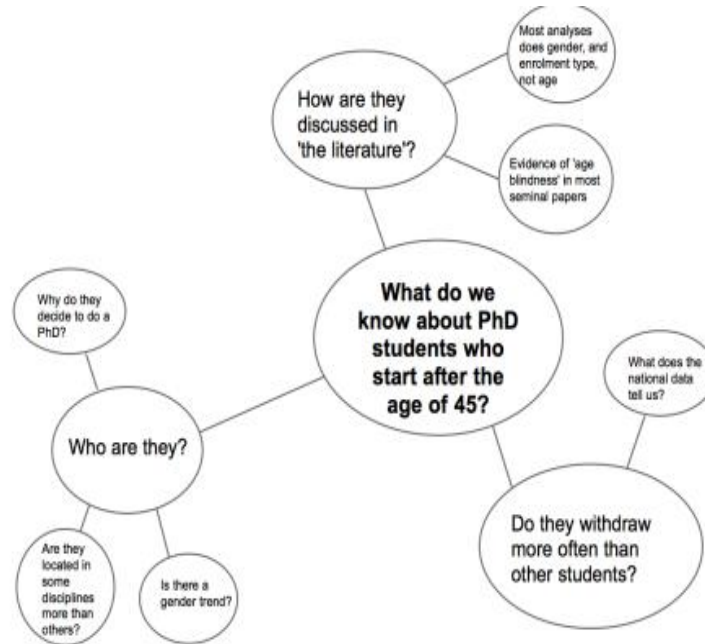 Most analyses
does gender, and
enrolment type,
not age
How are they
discussed in
'the literature'?
Evidence of 'age
blindness' in most
seminal papers
What do we
know about PhD
students who
start after the
age of 45?
Why do they
decide to do a
PhD?
What does the
national data
tell us?
Who are they?
Do they withdraw
more often than
other students?
Are they
located in
some
disciplines
more than
others?
Is there a
gender trend?